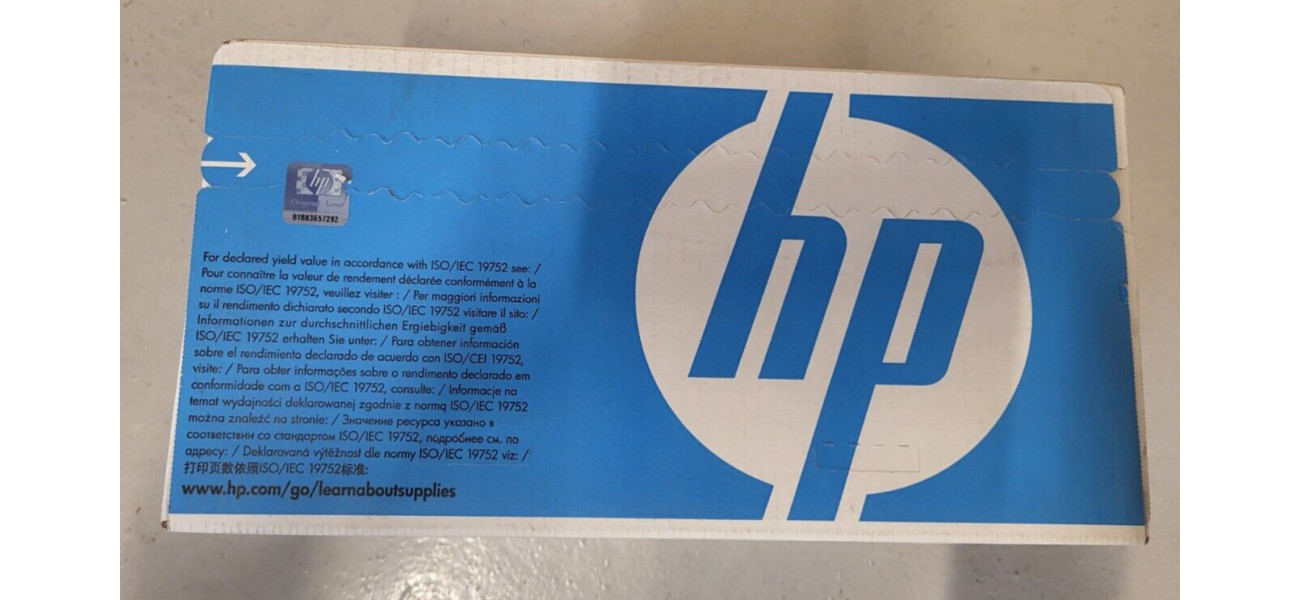 hp
Original Toner
81883657292
For declared yield value in accordance with ISO/IEC 19752 see: /
Pour connaître la valeur de rendement déclarée conformément à la
norme ISO/IEC 19752, veuillez visiter : / Per maggiori informazioni
su il rendimento dichiarato secondo ISO/IEC 19752 visitare il sito: /
Informationen zur durchschnittlichen Ergiebigkeit gemäß
ISO/IEC 19752 erhalten Sie unter: / Para obtener información
sobre el rendimiento declarado de acuerdo con ISO/CEI 19752,
visite: / Para obter informações sobre o rendimento declarado em
conformidade com a ISO/IEC 19752, consulte: / Informacje na
temat wydajności deklarowanej zgodnie z normą ISO/IEC 19752
można znaleźć na stronie: / Значение ресурса указано в
соответствии со стандартом ISO/IEC 19752, подробнее см. по
адресу: / Deklarovaná výtěžnost dle normy ISO/IEC 19752 viz: /
打印页数依照ISO/IEC 19752标准:
www.hp.com/go/learnaboutsupplies
hp